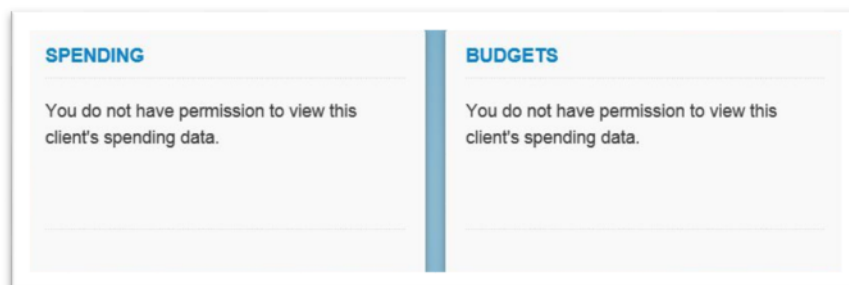 SPENDING
You do not have permission to view this
client's spending data.
BUDGETS
You do not have permission to view this
client's spending data.